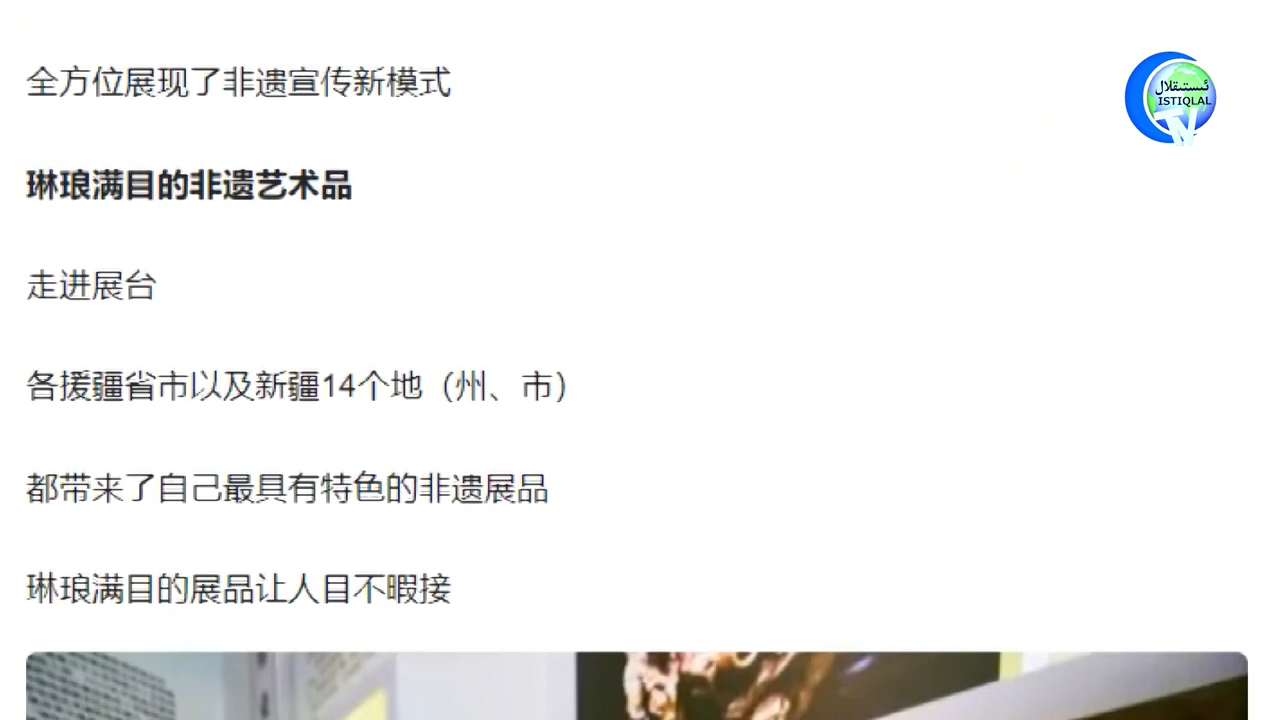 全方位展现了非遗宣传新模式
ئىستىقلال
ISTIQLAL
TV
琳琅满目的非遗艺术品
走进展台
各援疆省市以及新疆14个地（州、市）
都带来了自己最具有特色的非遗展品
琳琅满目的展品让人目不暇接